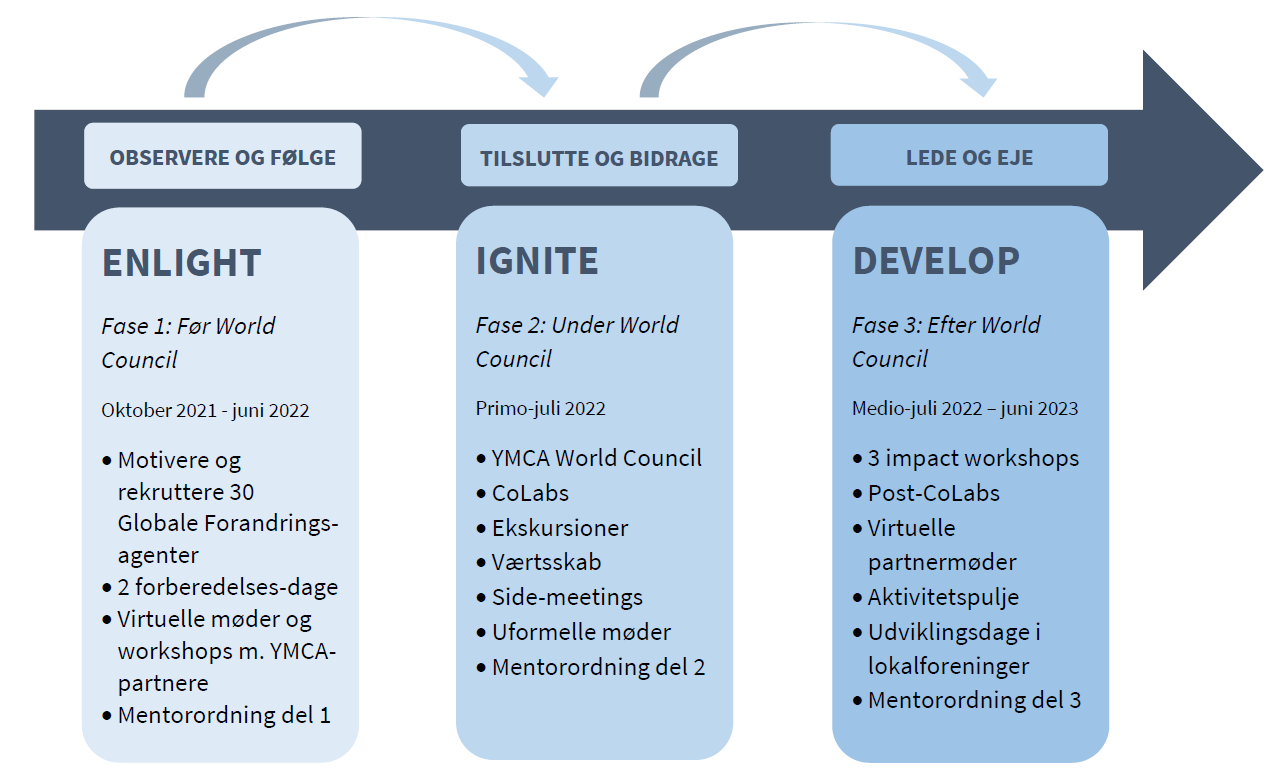 OBSERVERE OG FØLGE
ENLIGHT
Fase 1: Før World
Council
Oktober 2021 - juni 2022
• Motivere og
rekruttere 30
Globale Forandrings-
agenter
• 2 forberedelses-dage
• Virtuelle møder og
workshops m. YMCA-
partnere
• Mentorordning del 1
TILSLUTTE OG BIDRAGE
IGNITE
Fase 2: Under World
Council
Primo-juli 2022
• YMCA World Council
• CoLabs
• Ekskursioner
• Værtsskab
• Side-meetings
• Uformelle møder
• Mentorordning del 2
LEDE OG EJE
DEVELOP
Fase 3: Efter World
Council
Medio-juli 2022 – juni 2023
• 3 impact workshops
• Post-CoLabs
• Virtuelle
partnermøder
• Aktivitetspulje
• Udviklingsdage i
lokalforeninger
• Mentorordning del 3